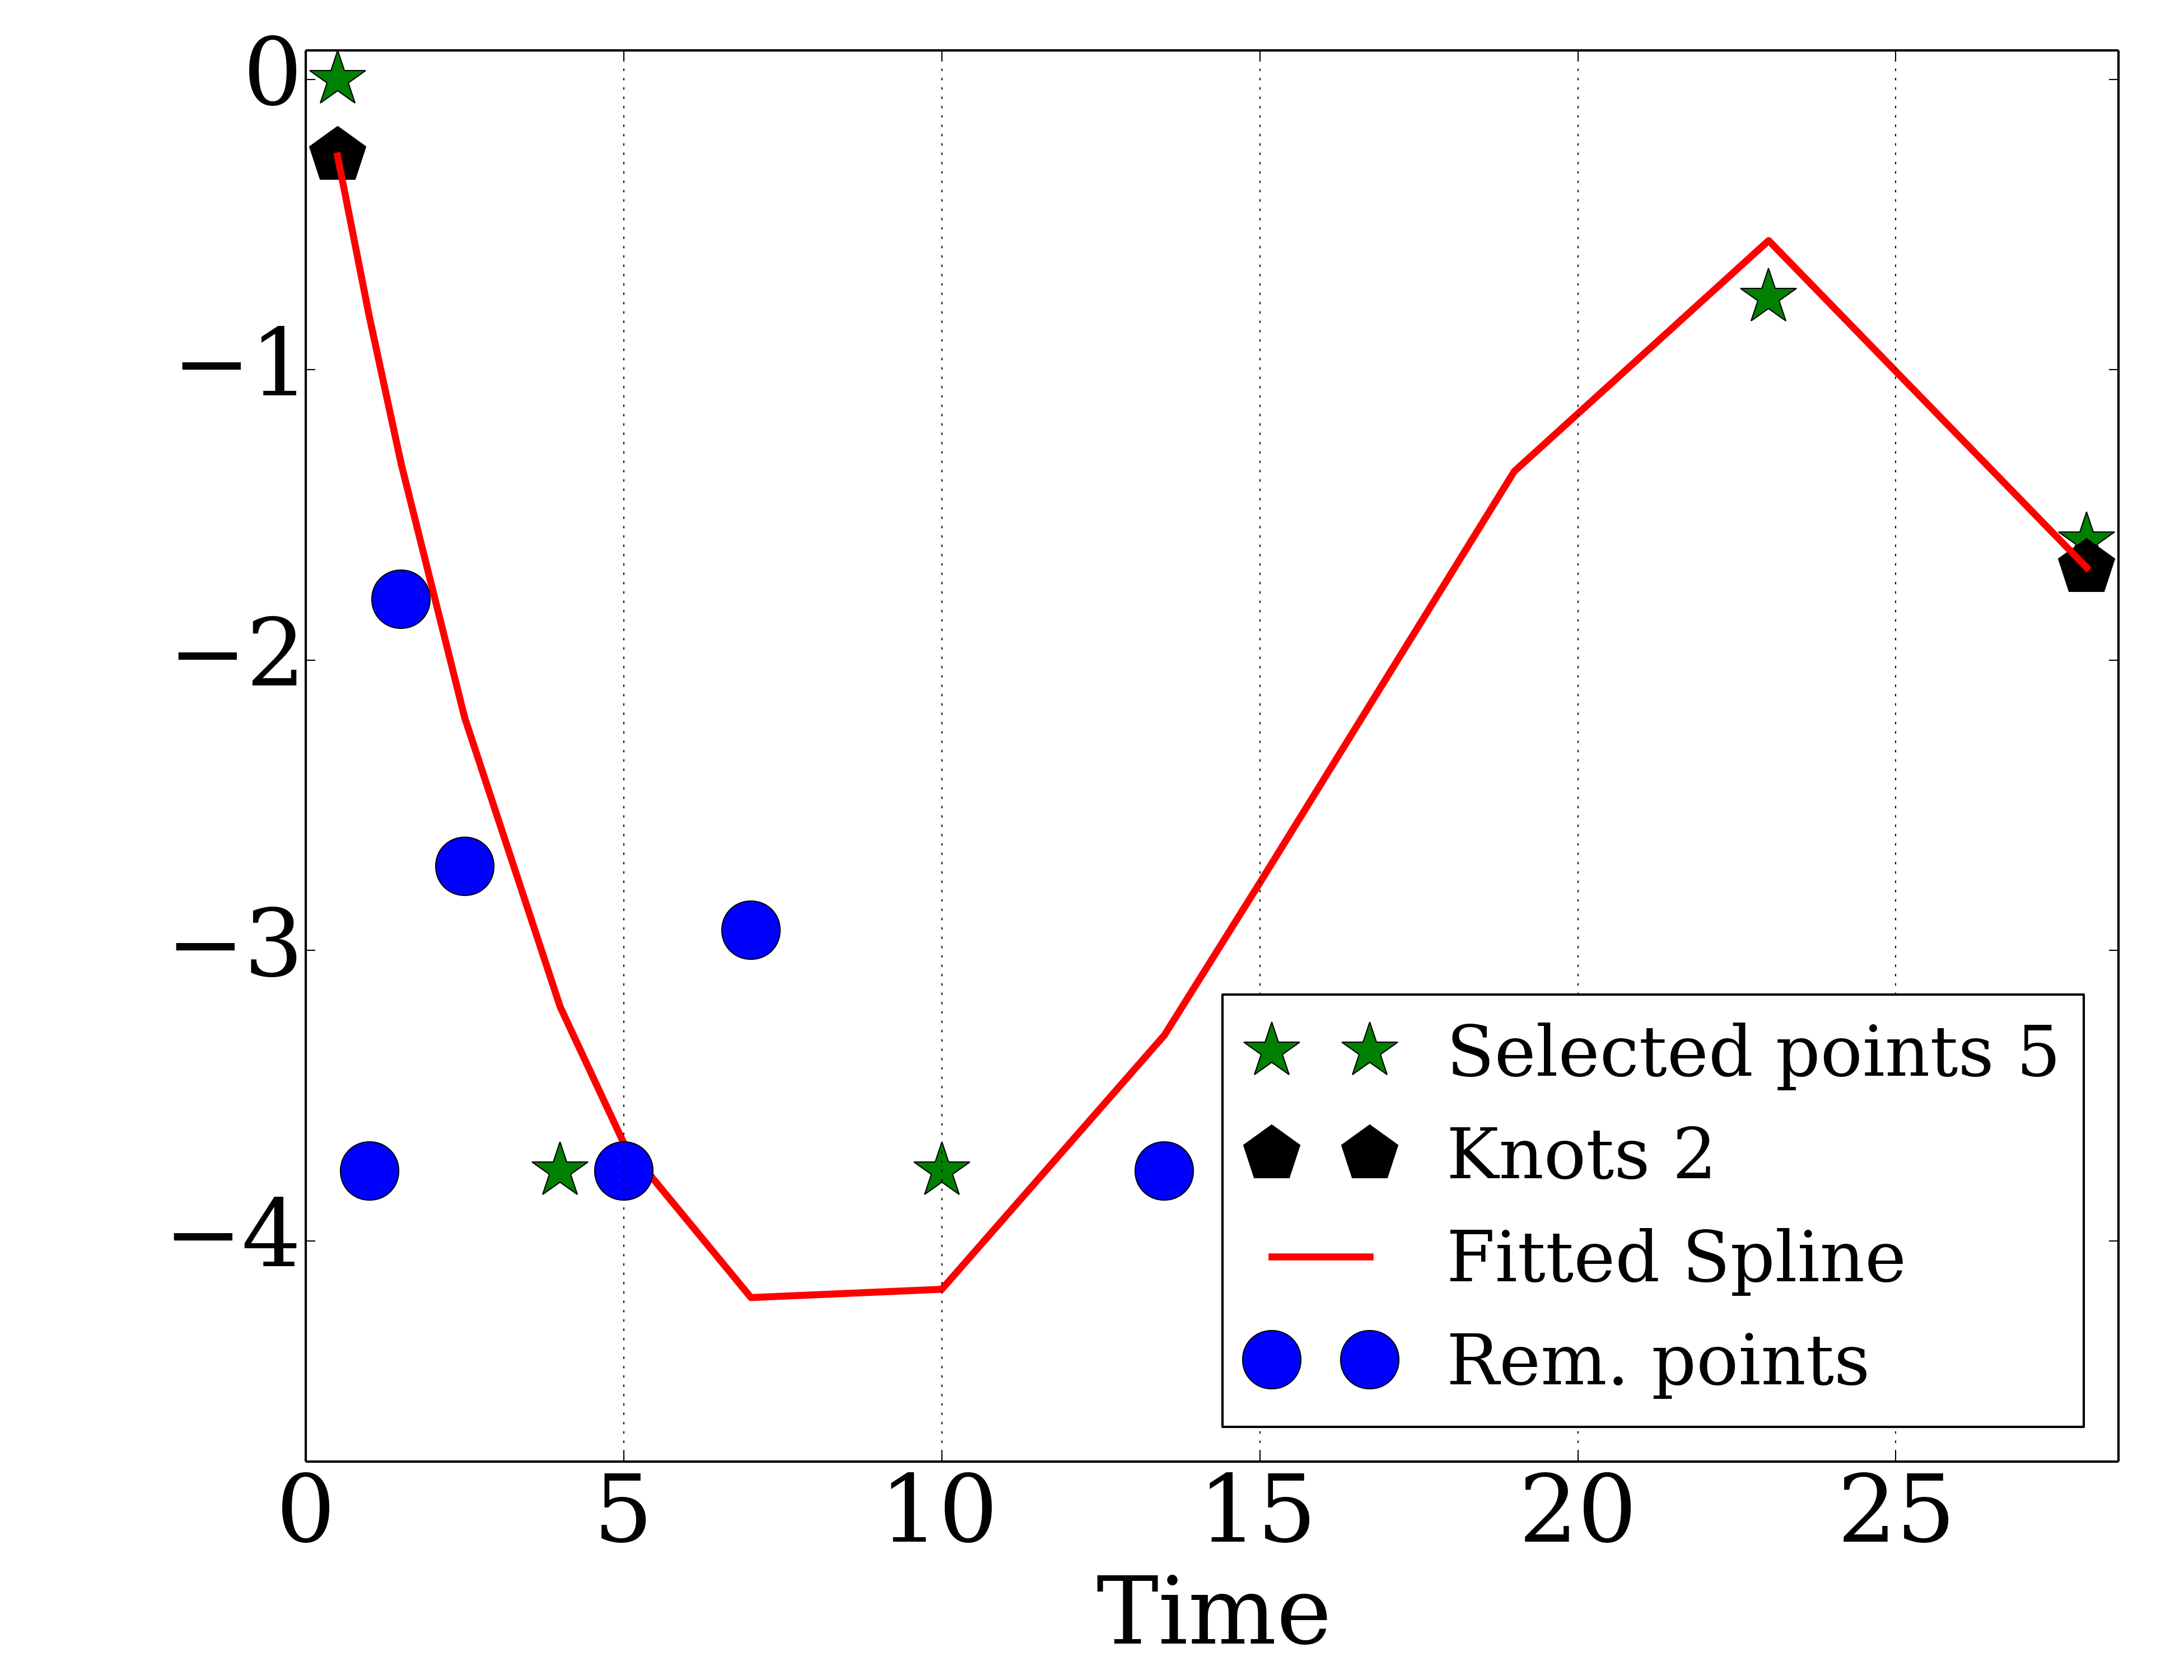 0
−1
−2
−3
−4
Selected points 5
Knots 2
Fitted Spline
Rem. points
0 5 10 15 20 25
Time